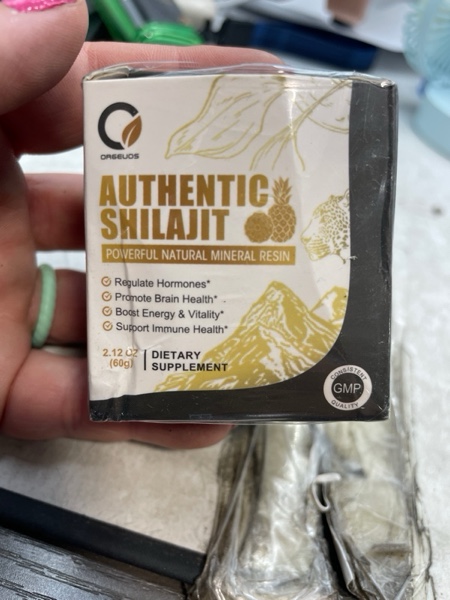 ORSEUOS
AUTHENTIC
SHILAJIT
POWERFUL NATURAL MINERAL RESIN
Regulate Hormones*
Promote Brain Health*
Boost Energy & Vitality*
Support Immune Health*
2.12 OZ
(60g)
DIETARY
SUPPLEMENT
CONSISTENT
GMP
QUALITY